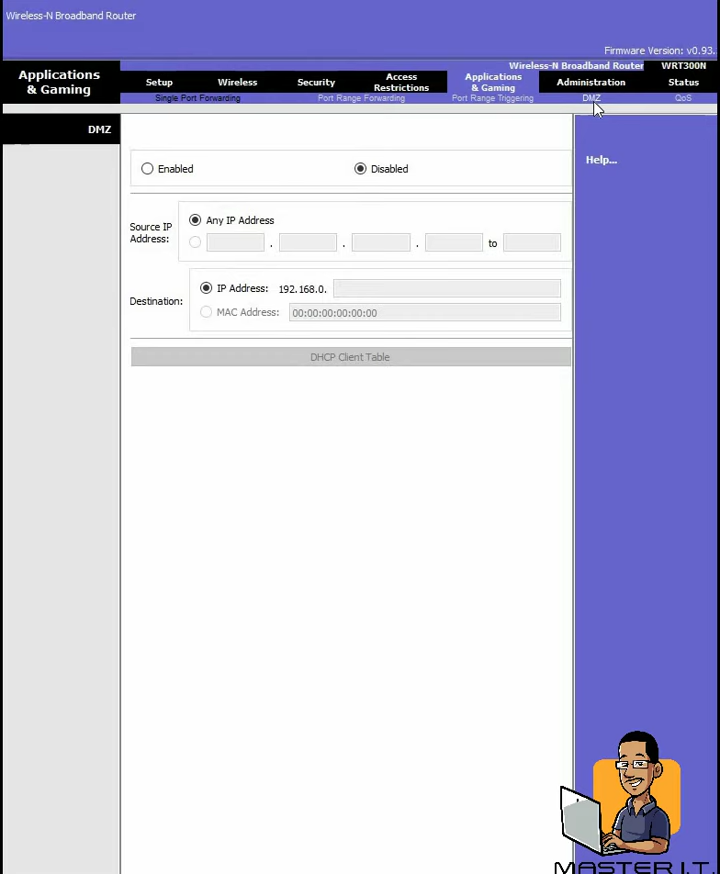 Wireless-N Broadband Router
Firmware Version: v0.93.
Wireless-N Broadband Router WRT300N
Applications
& Gaming
Setup Wireless Security Access
Restrictions Applications
& Gaming Administration Status
Single Port Forwarding Port Range Forwarding Port Range Triggering DMZ QoS
DMZ
Enabled Disabled
Help...
Source IP
Address:
Any IP Address
. . . to
Destination:
IP Address: 192.168.0.
MAC Address: 00:00:00:00:00:00
DHCP Client Table
MASTER I.T.